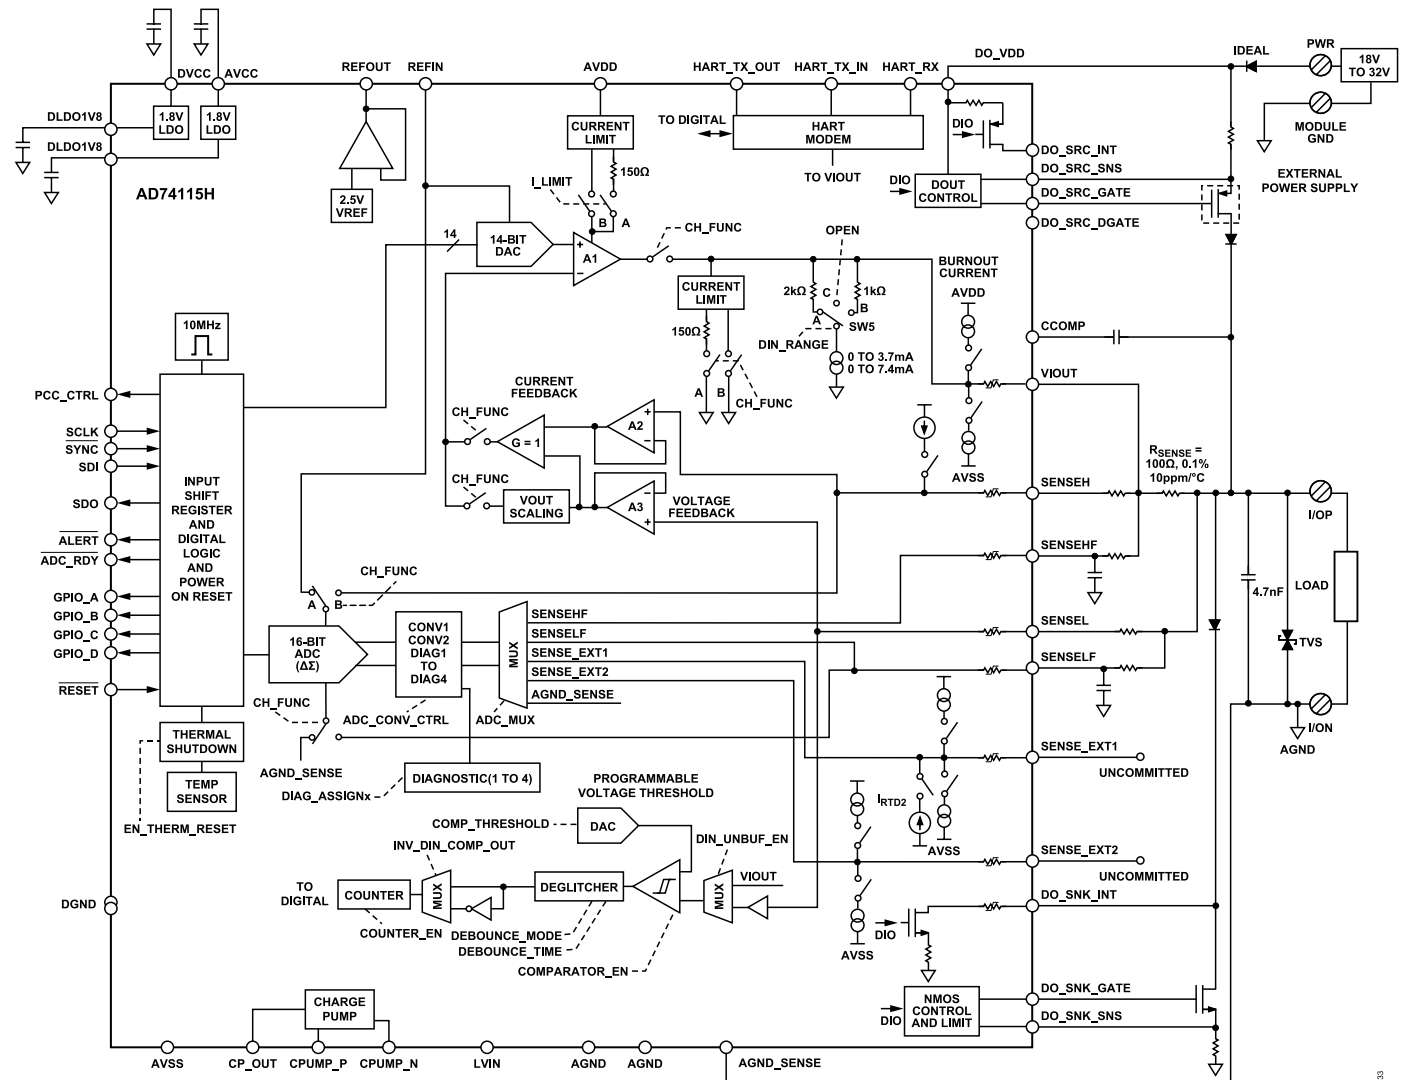 DVCC
AVCC
REFOUT
REFIN
AVDD
HART_TX_OUT
HART_TX_IN
HART_RX
DO_VDD
IDEAL
PWR
18V
TO 32V
DLDO1V8
1.8V
LDO
1.8V
LDO
DLDO1V8
AD74115H
2.5V
VREF
CURRENT
LIMIT
150Ω
I_LIMIT
B
A
TO DIGITAL
HART
MODEM
TO VIOUT
DIO
DIO
DOUT
CONTROL
DO_SRC_INT
DO_SRC_SNS
DO_SRC_GATE
DO_SRC_DGATE
MODULE
GND
EXTERNAL
POWER SUPPLY
14
14-BIT
DAC
+
−
A1
CH_FUNC
OPEN
BURNOUT
CURRENT
AVDD
CURRENT
LIMIT
2kΩ
C
1kΩ
A
B
SW5
150Ω
DIN_RANGE
0 TO 3.7mA
0 TO 7.4mA
A
B
CH_FUNC
CCOMP
VIOUT
10MHz
PCC_CTRL
SCLK
SYNC
SDI
SDO
ALERT
ADC_RDY
GPIO_A
GPIO_B
GPIO_C
GPIO_D
RESET
INPUT
SHIFT
REGISTER
AND
DIGITAL
LOGIC
AND
POWER
ON RESET
CURRENT
FEEDBACK
CH_FUNC
G = 1
A2
+
−
CH_FUNC
VOUT
SCALING
A3
−
+
VOLTAGE
FEEDBACK
AVSS
RSENSE =
100Ω, 0.1%
10ppm/°C
SENSEH
I/OP
SENSEHF
4.7nF
LOAD
CH_FUNC
A
B
16-BIT
ADC
(ΔΣ)
CONV1
CONV2
DIAG1
TO
DIAG4
MUX
SENSEHF
SENSELF
SENSE_EXT1
SENSE_EXT2
AGND_SENSE
SENSEL
SENSELF
TVS
CH_FUNC
ADC_CONV_CTRL
ADC_MUX
I/ON
AGND
THERMAL
SHUTDOWN
TEMP
SENSOR
EN_THERM_RESET
AGND_SENSE
DIAGNOSTIC(1 TO 4)
DIAG_ASSIGNx
PROGRAMMABLE
VOLTAGE THRESHOLD
SENSE_EXT1
UNCOMMITTED
IRTD2
AVSS
COMP_THRESHOLD
DAC
INV_DIN_COMP_OUT
DIN_UNBUF_EN
SENSE_EXT2
UNCOMMITTED
TO
DIGITAL
COUNTER
MUX
DEGLITCHER
MUX
VIOUT
DGND
COUNTER_EN
DEBOUNCE_MODE
DEBOUNCE_TIME
COMPARATOR_EN
AVSS
DIO
DO_SNK_INT
CHARGE
PUMP
DIO
NMOS
CONTROL
AND LIMIT
DO_SNK_GATE
DO_SNK_SNS
AVSS
CP_OUT
CPUMP_P
CPUMP_N
LVIN
AGND
AGND
AGND_SENSE
33